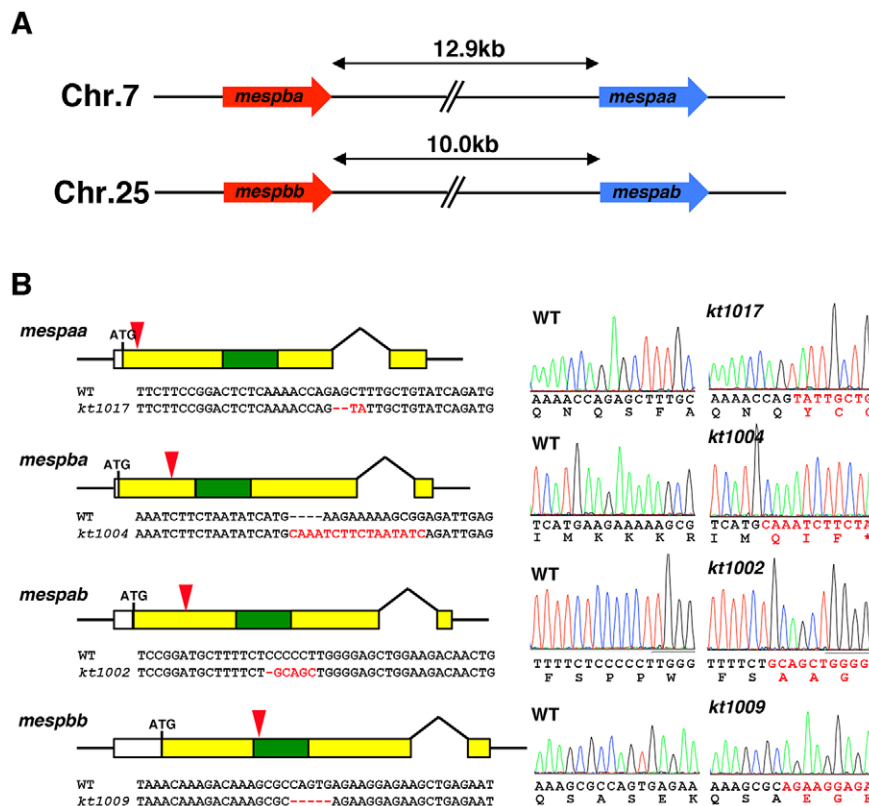 A
12.9kb
Chr.7
mespba
mespaa
10.0kb
Chr.25
mespbb
mespab
B
mespaa
ATG
WT TTCTTCCGGACTCTCAAAACCAGAGCTTTGCTGTATCAGATG
kt1017 TTCTTCCGGACTCTCAAAACCAG--TATTGCTGTATCAGATG
WT
AAAACCAGAGCTTTGC
Q N Q S F A
kt1017
AAAACCAGTATTGCTG
Q N Q Y C
mespba
ATG
WT AAATCTTCTAATATCATG----AAGAAAAAGCGGAGATTGAG
kt1004 AAATCTTCTAATATCATGCAAATCTTCTAATATCAGATTGAG
WT
TCATGAAGAAAAAGCG
I M K K K R
kt1004
TCATGCAAATCTTCTA
I M Q I F *
mespab
ATG
WT TCCGGATGCTTTTCTCCCCCTTGGGGAGCTGGAAGACAACTG
kt1002 TCCGGATGCTTTTCT-GCAGCTGGGGAGCTGGAAGACAACTG
WT
TTTTCTCCCCCTTGGG
F S P P W
kt1002
TTTTCTGCAGCTGGGG
F S A A G
mespbb
ATG
WT TAAACAAAGACAAAGCGCCAGTGAGAAGGAGAAGCTGAGAAT
kt1009 TAAACAAAGACAAAGCGC------AGAAGGAGAAGCTGAGAAT
WT
AAAGCGCCAGTGAGAA
Q S A S E K
kt1009
AAAGCGCAGAAGGAGA
Q S A E G E